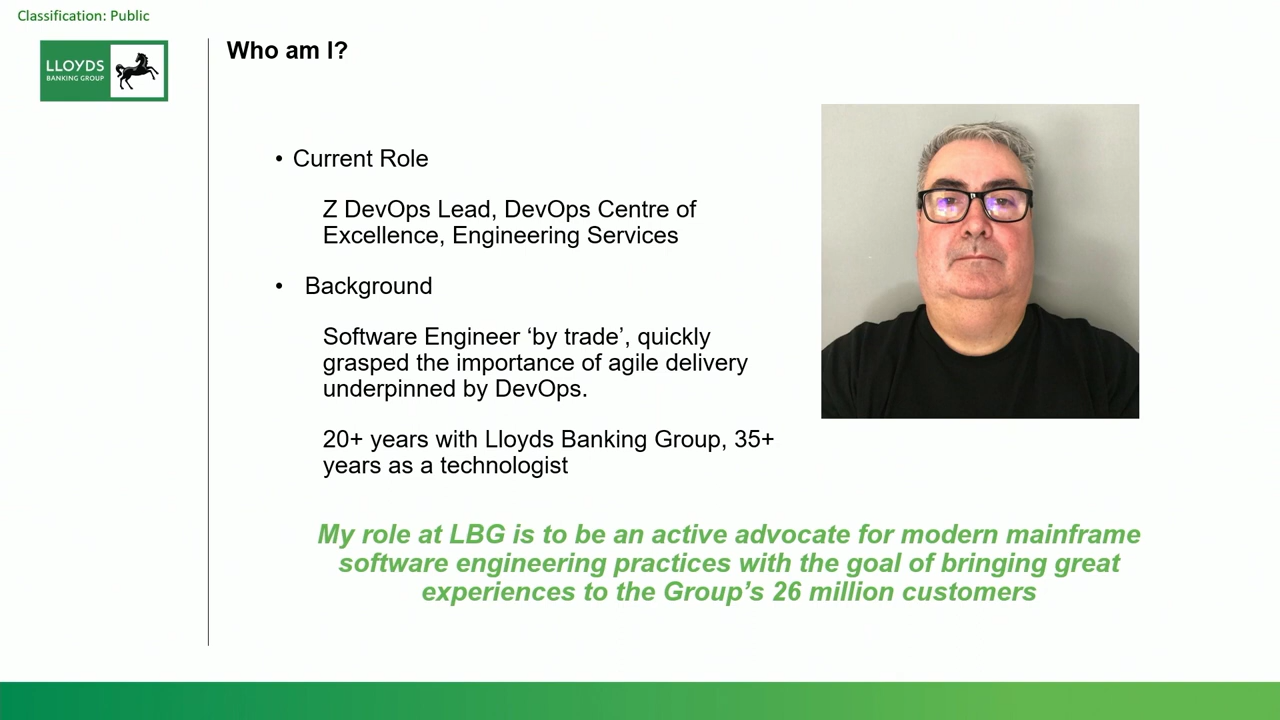 Classification: Public
LLOYDS
BANKING GROUP
Who am I?
• Current Role
Z DevOps Lead, DevOps Centre of
Excellence, Engineering Services
• Background
Software Engineer ‘by trade’, quickly
grasped the importance of agile delivery
underpinned by DevOps.
20+ years with Lloyds Banking Group, 35+
years as a technologist
My role at LBG is to be an active advocate for modern mainframe
software engineering practices with the goal of bringing great
experiences to the Group’s 26 million customers